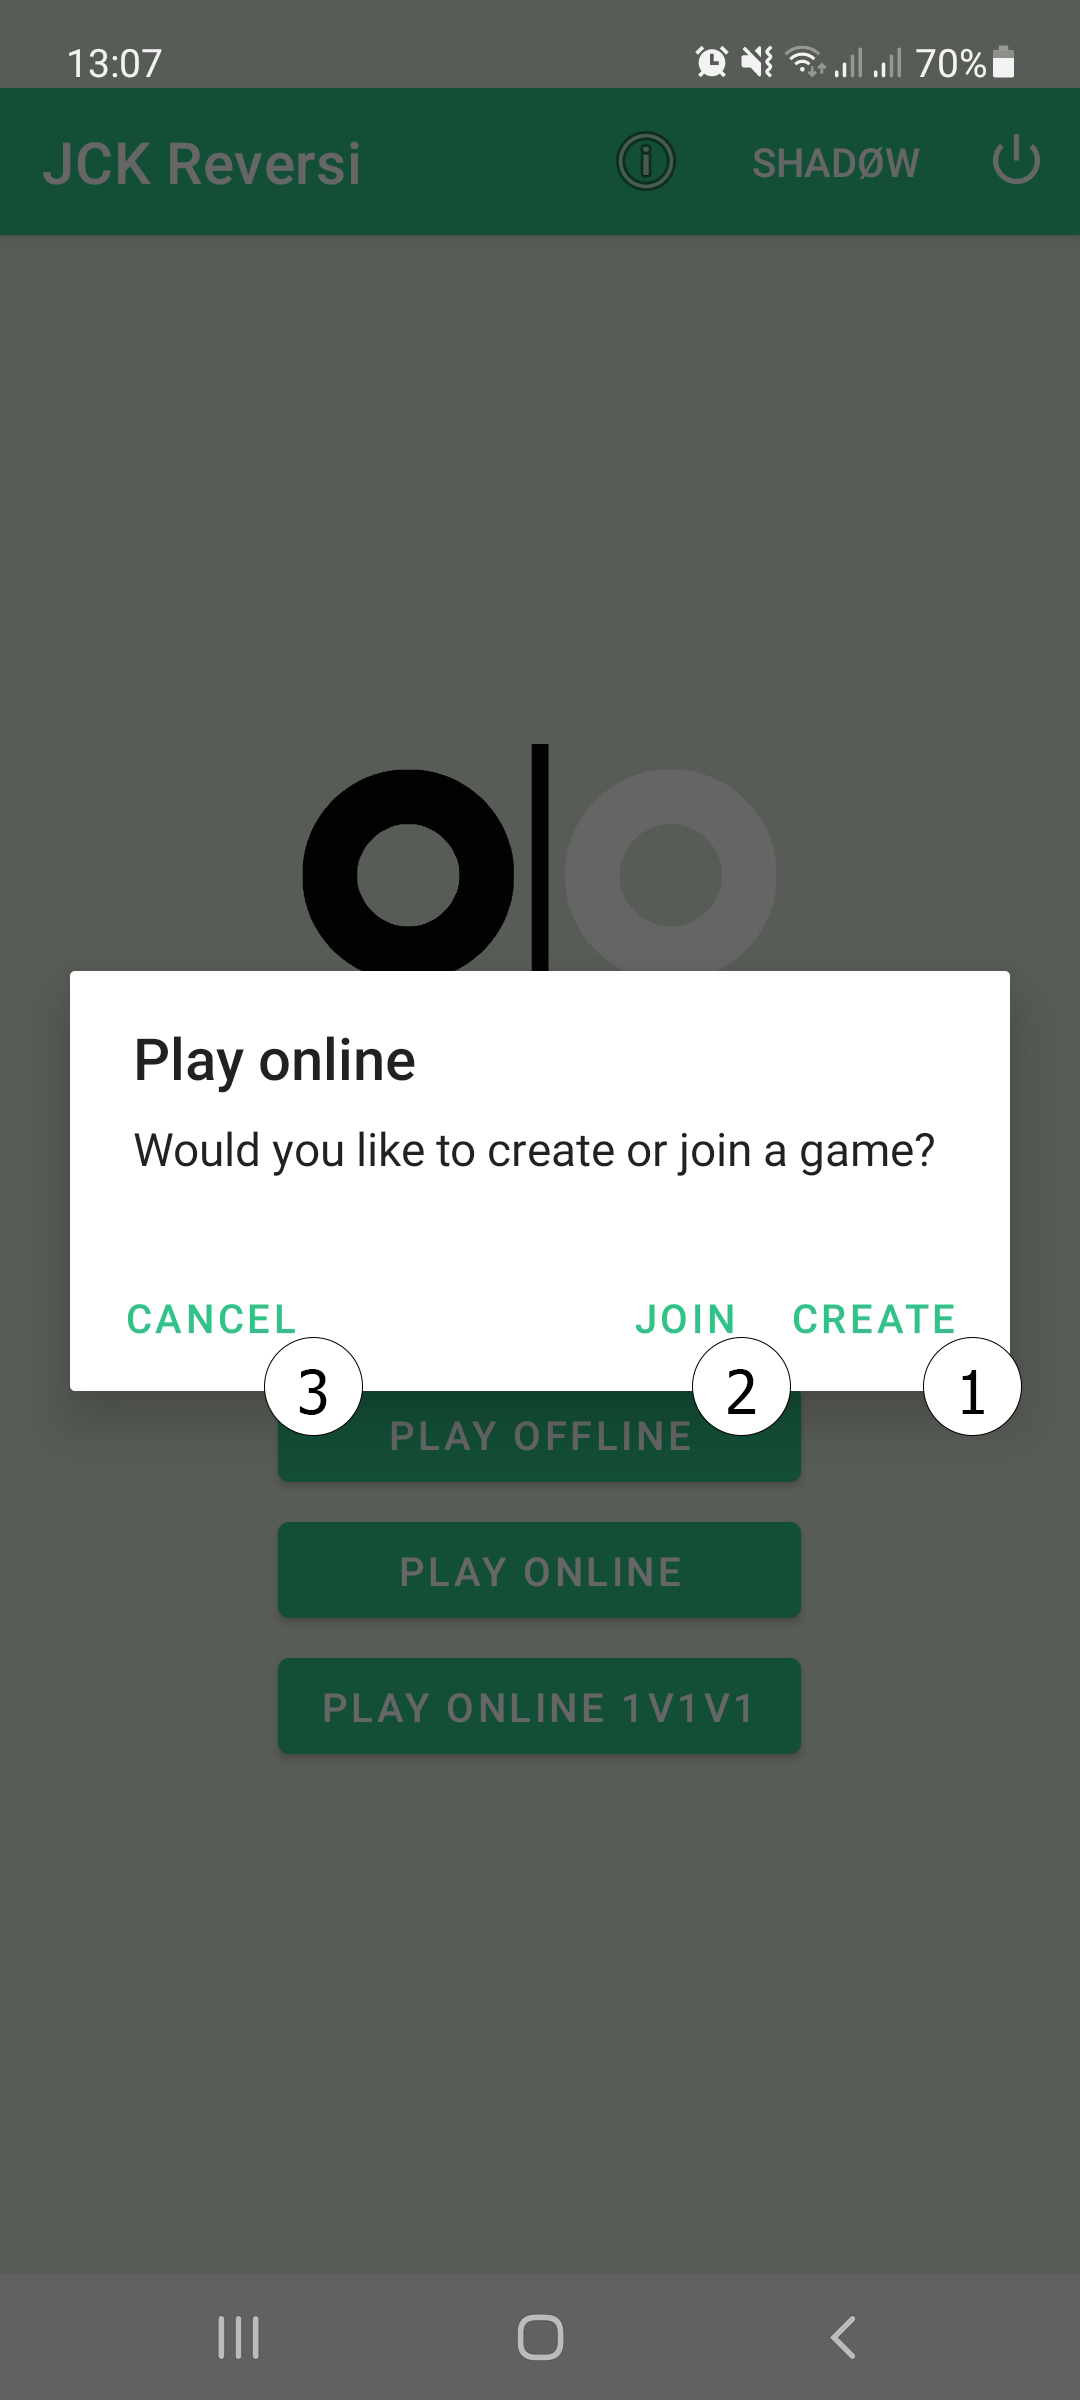 13:07 70%
JCK Reversi SHADØW
Play online
Would you like to create or join a game?
CANCEL JOIN CREATE
3 2 1
PLAY OFFLINE
PLAY ONLINE
PLAY ONLINE 1V1V1